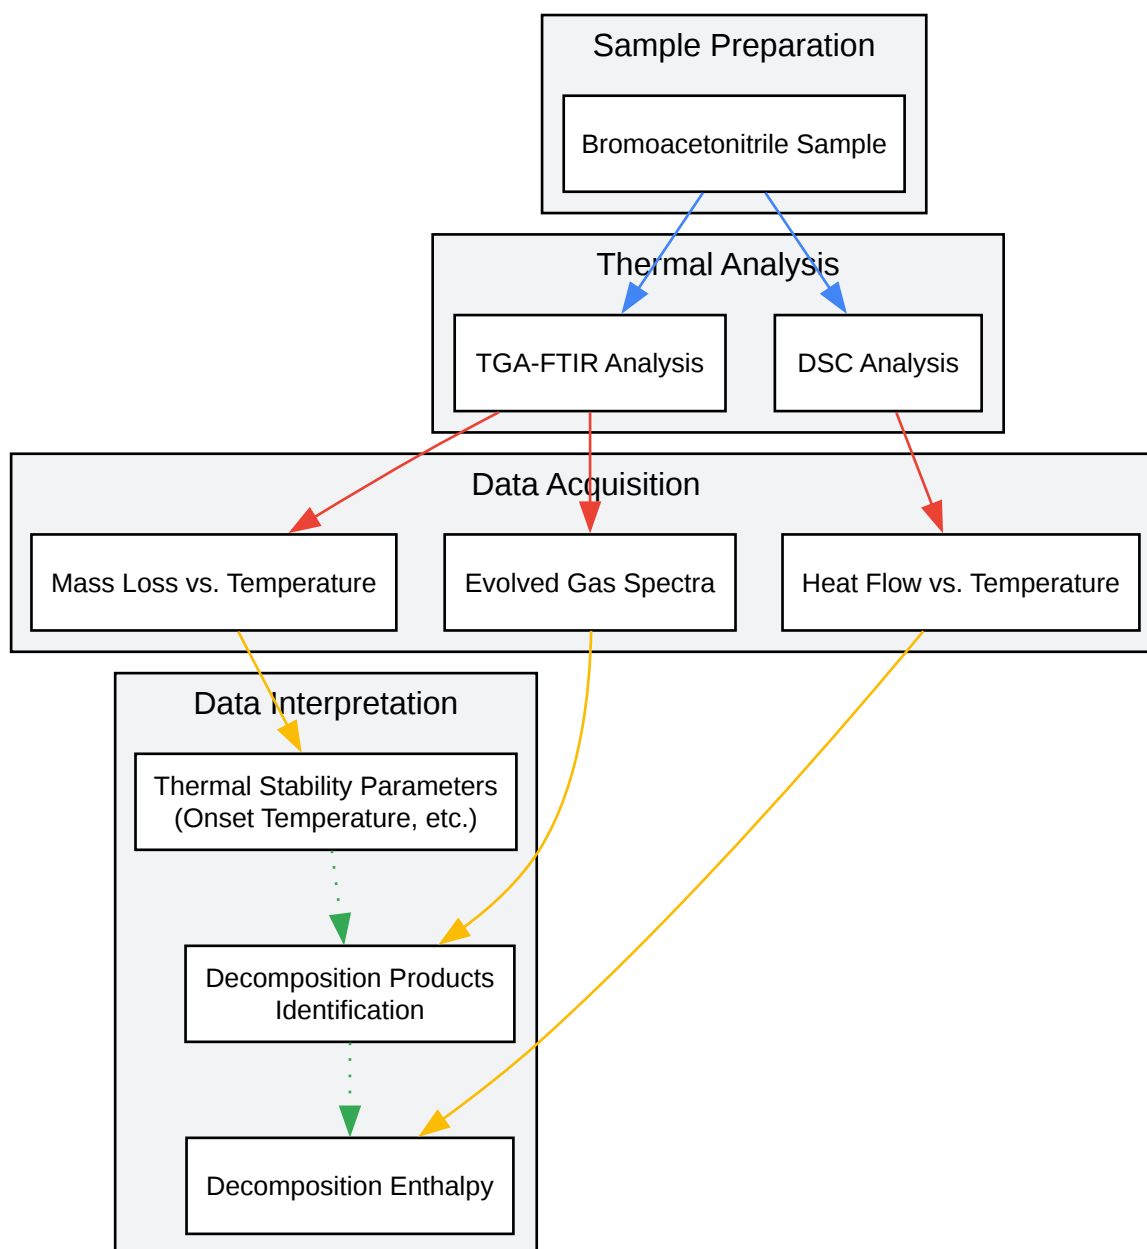 Sample Preparation
Bromoacetonitrile Sample
Thermal Analysis
TGA-FTIR Analysis
DSC Analysis
Data Acquisition
Mass Loss vs. Temperature
Evolved Gas Spectra
Heat Flow vs. Temperature
Data Interpretation
Thermal Stability Parameters
(Onset Temperature, etc.)
Decomposition Products
Identification
Decomposition Enthalpy